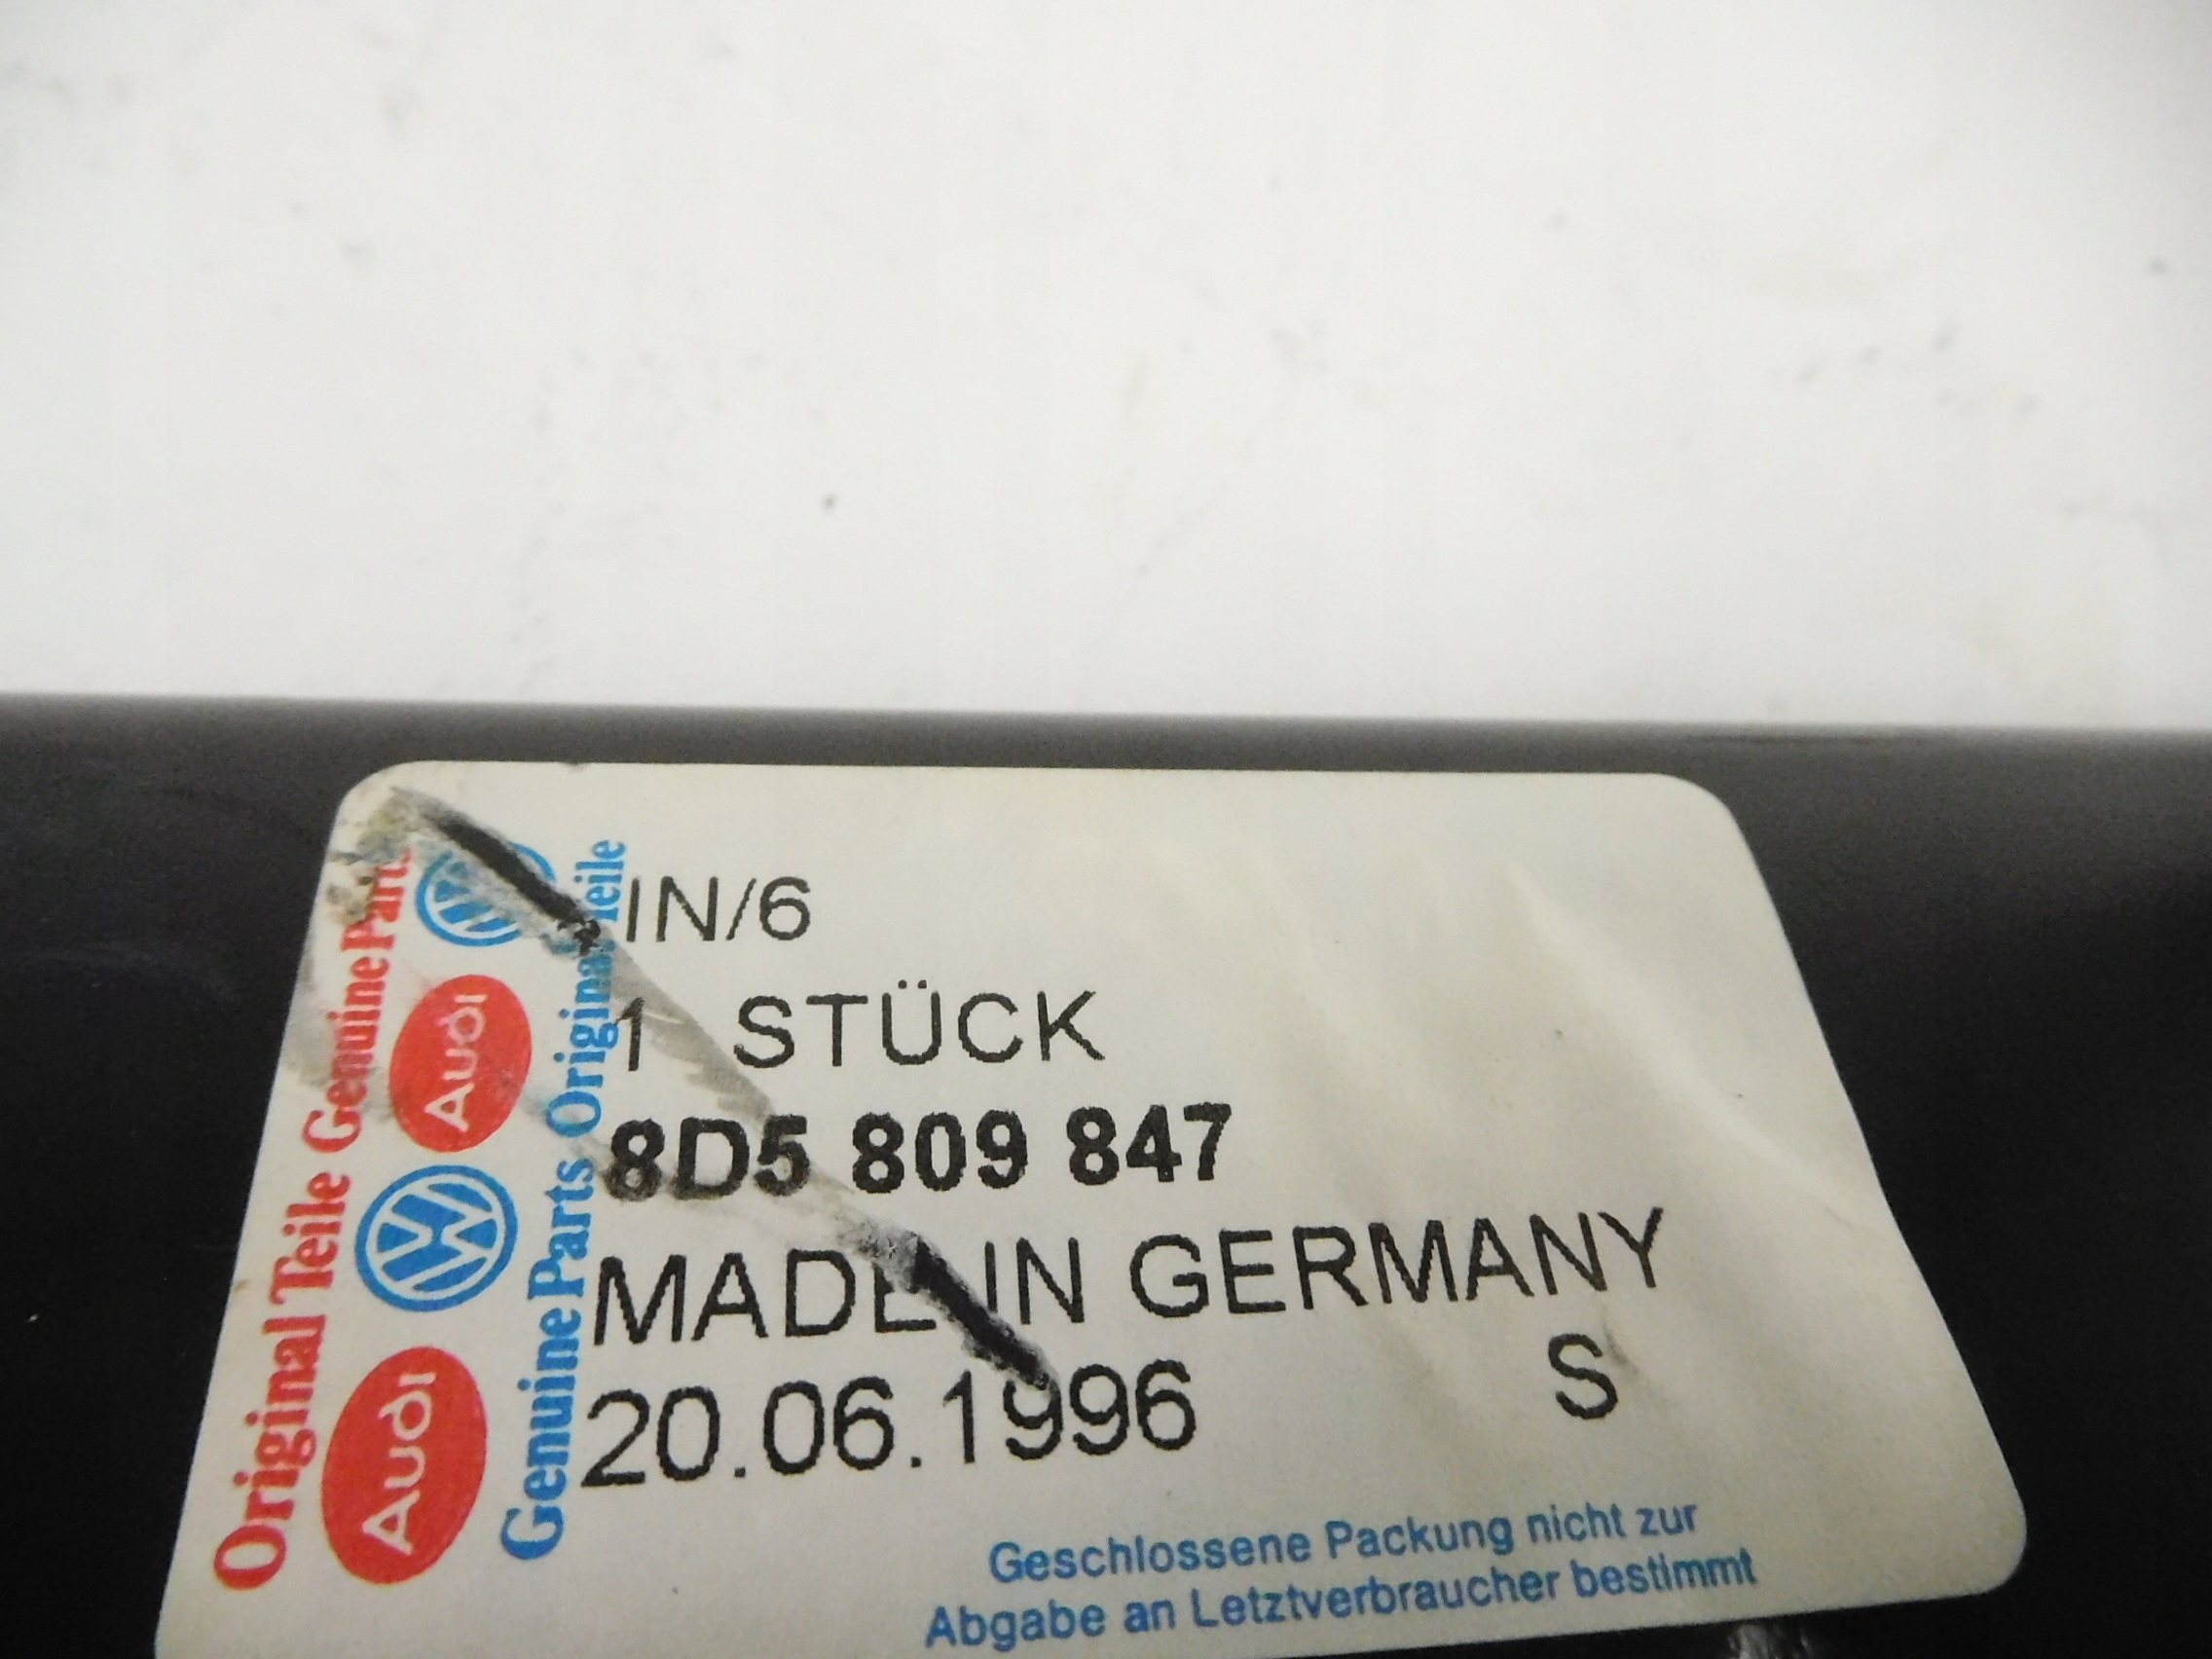 Original Teile Genuine Parts
Audi
Audi
Genuine Parts Original Teile
IN/6
1 STÜCK
8D5 809 847
MADE IN GERMANY
20.06.1996 S
Geschlossene Packung nicht zur
Abgabe an Letztverbraucher bestimmt